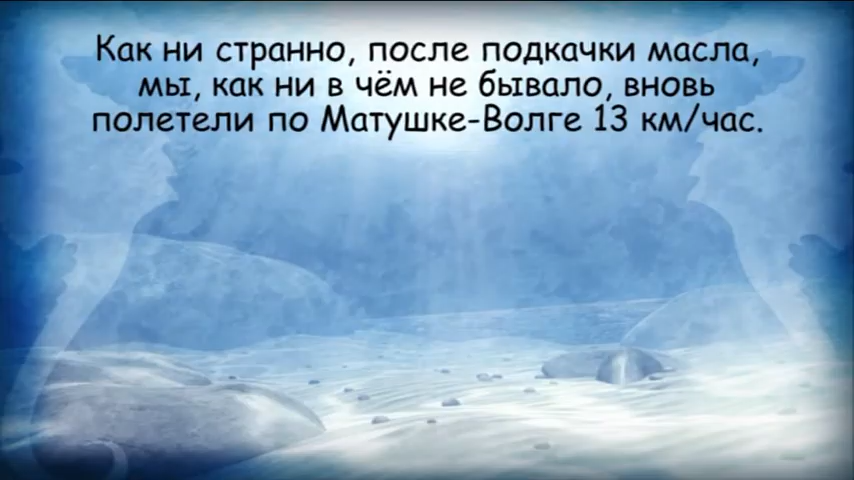 Как ни странно, после подкачки масла,
мы, как ни в чём не бывало, вновь
полетели по Матушке-Волге 13 км/час.